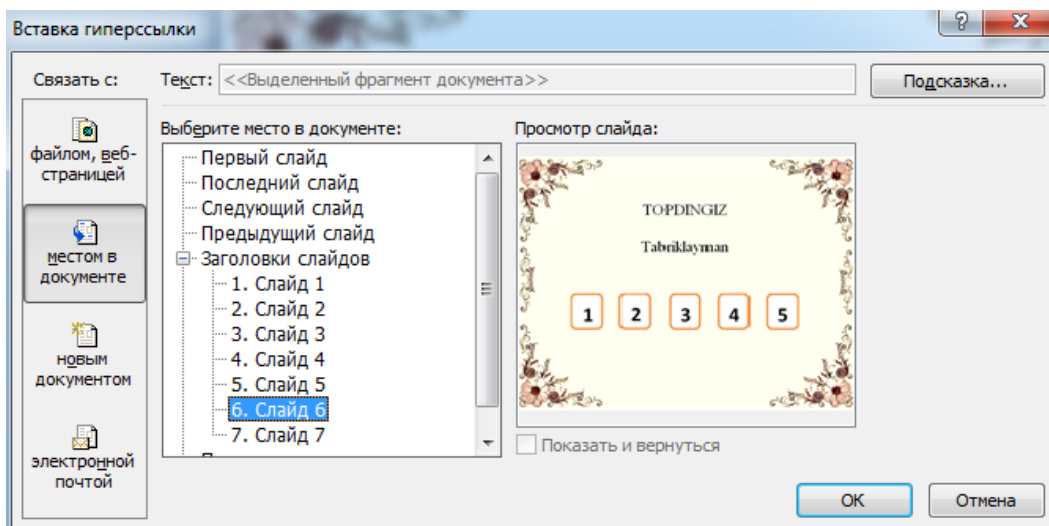 Вставка гиперссылки
Связать с:
Текст: <<Выделенный фрагмент документа>>
Подсказка...
файлом, веб-
страницей
местом в
документе
новым
документом
электронной
почтой
Выберите место в документе:
Первый слайд
Последний слайд
Следующий слайд
Предыдущий слайд
Заголовки слайдов
1. Слайд 1
2. Слайд 2
3. Слайд 3
4. Слайд 4
5. Слайд 5
6. Слайд 6
7. Слайд 7
Просмотр слайда:
TOPDINGIZ
Tabriklayman
1 2 3 4 5
Показать и вернуться
ОК
Отмена